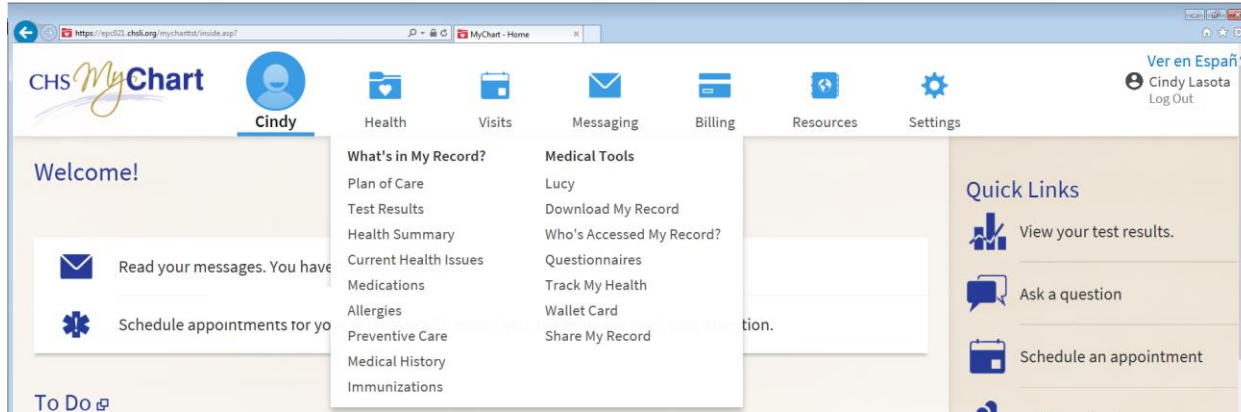 https://epc021.chsli.org/mycharttst/inside.asp?
MyChart - Home
CHS MyChart
Cindy
Health
Visits
Messaging
Billing
Resources
Settings
Ver en Españ
Cindy Lasota
Log Out
Welcome!
Read your messages. You have
Schedule appointments for yo
tion.
To Do
What's in My Record?
Plan of Care
Test Results
Health Summary
Current Health Issues
Medications
Allergies
Preventive Care
Medical History
Immunizations
Medical Tools
Lucy
Download My Record
Who's Accessed My Record?
Questionnaires
Track My Health
Wallet Card
Share My Record
Quick Links
View your test results.
Ask a question
Schedule an appointment